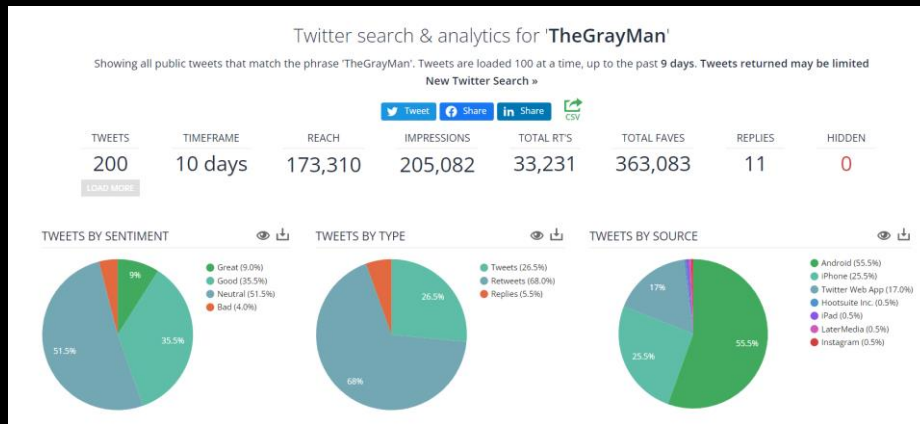 Twitter search & analytics for 'TheGrayMan'
Showing all public tweets that match the phrase 'TheGrayMan'. Tweets are loaded 100 at a time, up to the past 9 days. Tweets returned may be limited
New Twitter Search »
Tweet Share Share CSV
TWEETS TIMEFRAME REACH IMPRESSIONS TOTAL RT'S TOTAL FAVES REPLIES HIDDEN
200 10 days 173,310 205,082 33,231 363,083 11 0
LOAD MORE
TWEETS BY SENTIMENT
9%
35.5%
51.5%
Great (9.0%)
Good (35.5%)
Neutral (51.5%)
Bad (4.0%)
TWEETS BY TYPE
26.5%
68%
Tweets (26.5%)
Retweets (68.0%)
Replies (5.5%)
TWEETS BY SOURCE
17%
25.5%
55.5%
Android (55.5%)
iPhone (25.5%)
Twitter Web App (17.0%)
Hootsuite Inc. (0.5%)
iPad (0.5%)
LaterMedia (0.5%)
Instagram (0.5%)